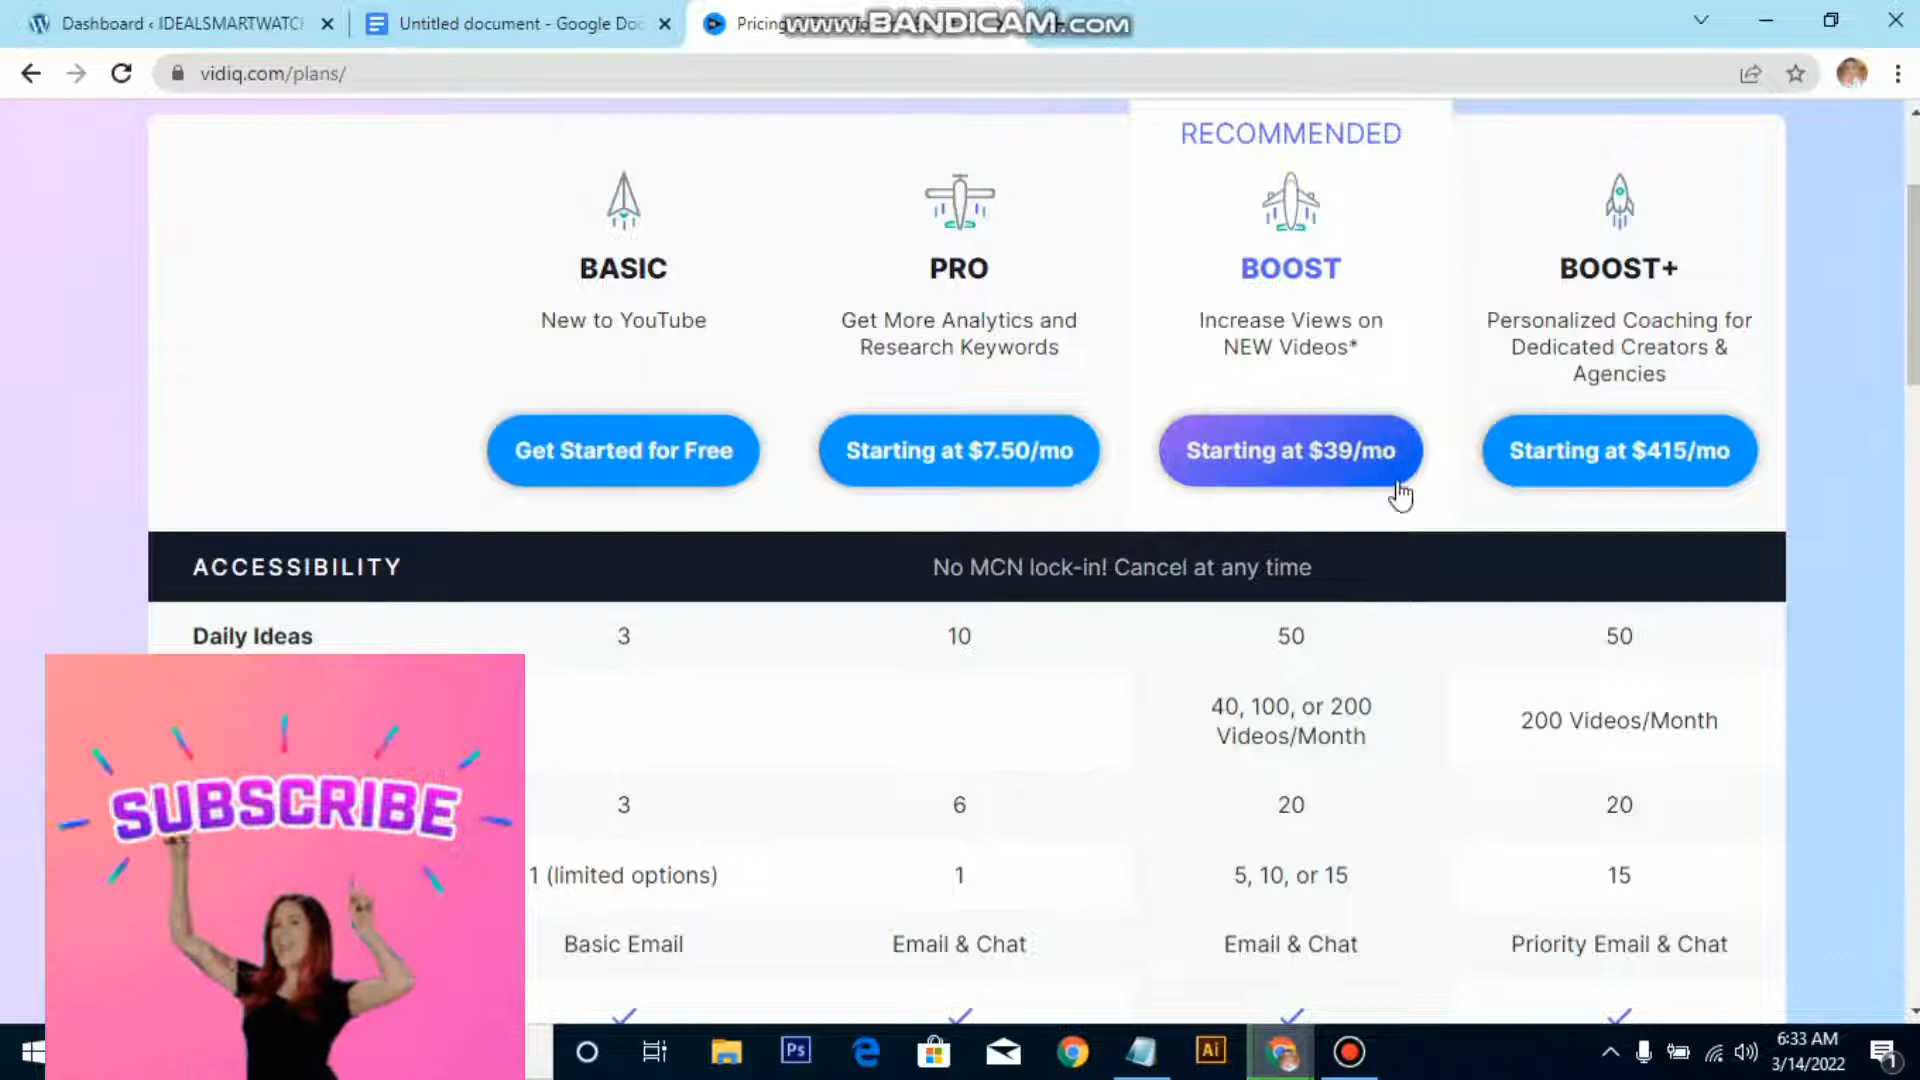 Dashboard ‹ IDEALSMARTWATCH
Untitled document - Google Doc
Pricing
WWW.BANDICAM.COM
vidiq.com/plans/
RECOMMENDED
BASIC
PRO
BOOST
BOOST+
New to YouTube
Get More Analytics and
Research Keywords
Increase Views on
NEW Videos*
Personalized Coaching for
Dedicated Creators &
Agencies
Get Started for Free
Starting at $7.50/mo
Starting at $39/mo
Starting at $415/mo
ACCESSIBILITY
No MCN lock-in! Cancel at any time
Daily Ideas
3
10
50
50
40, 100, or 200
Videos/Month
200 Videos/Month
3
6
20
20
1 (limited options)
1
5, 10, or 15
15
Basic Email
Email & Chat
Email & Chat
Priority Email & Chat
SUBSCRIBE
Ps
Ai
6:33 AM
3/14/2022
1